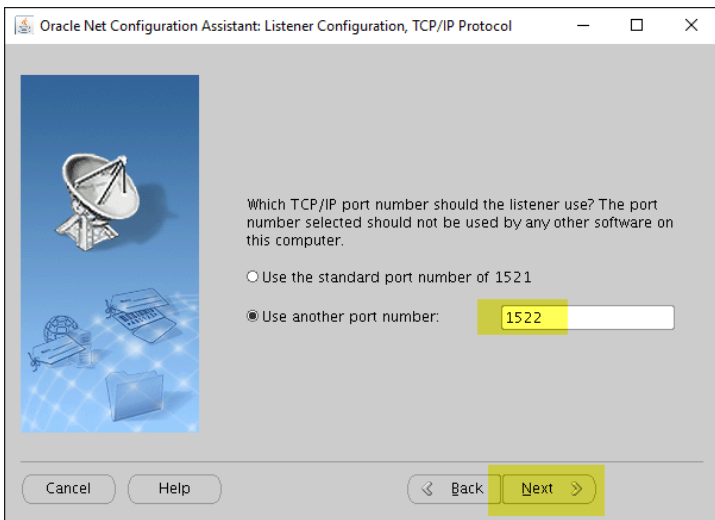 Oracle Net Configuration Assistant: Listener Configuration, TCP/IP Protocol
Which TCP/IP port number should the listener use? The port
number selected should not be used by any other software on
this computer.
Use the standard port number of 1521
Use another port number: 1522
Cancel Help Back Next